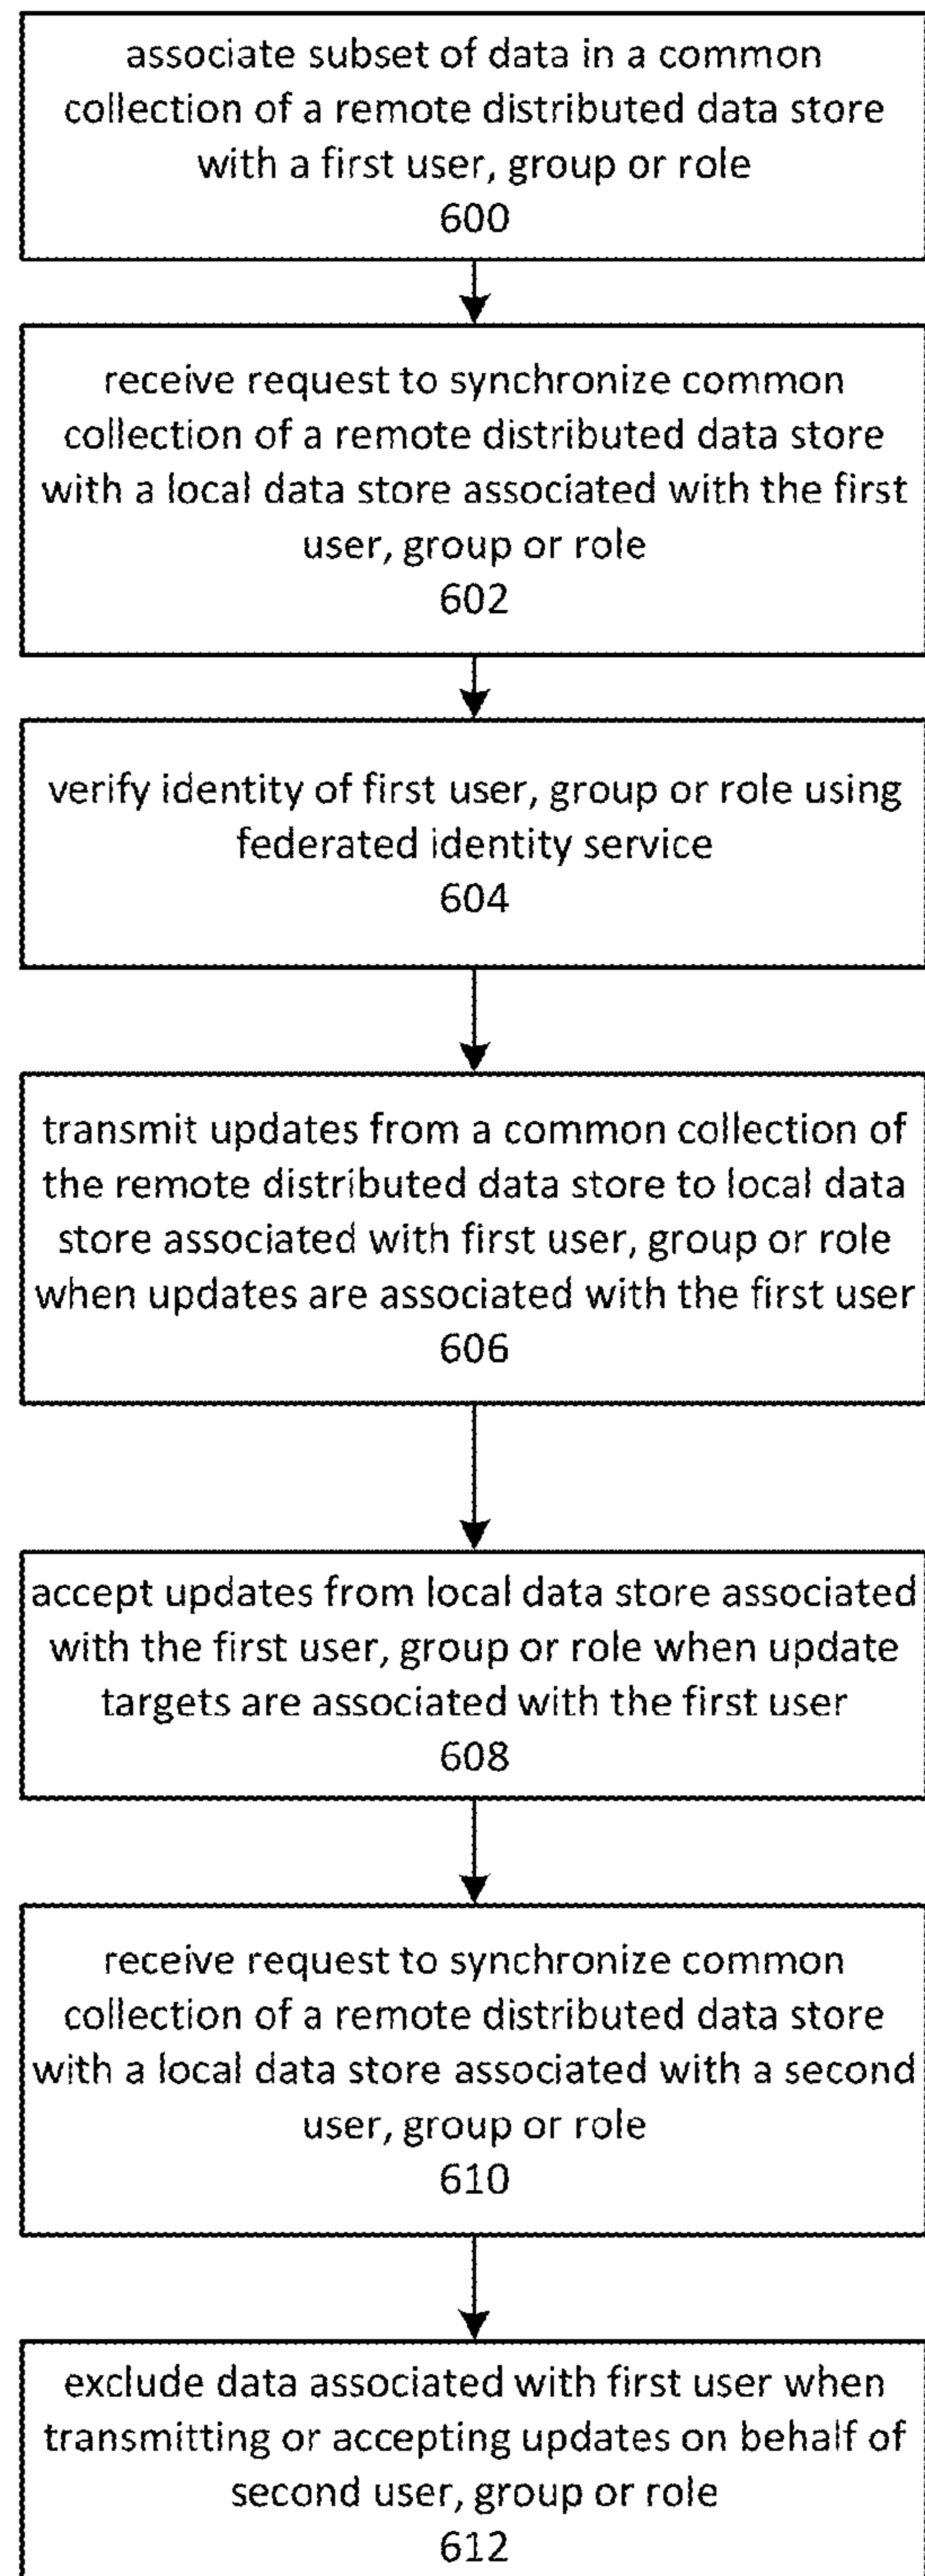 associate subset of data in a common
collection of a remote distributed data store
with a first user, group or role
600
receive request to synchronize common
collection of a remote distributed data store
with a local data store associated with the first
user, group or role
602
verify identity of first user, group or role using
federated identity service
604
transmit updates from a common collection of
the remote distributed data store to local data
store associated with first user, group or role
when updates are associated with the first user
606
accept updates from local data store associated
with the first user, group or role when update
targets are associated with the first user
608
receive request to synchronize common
collection of a remote distributed data store
with a local data store associated with a second
user, group or role
610
exclude data associated with first user when
transmitting or accepting updates on behalf of
second user, group or role
612